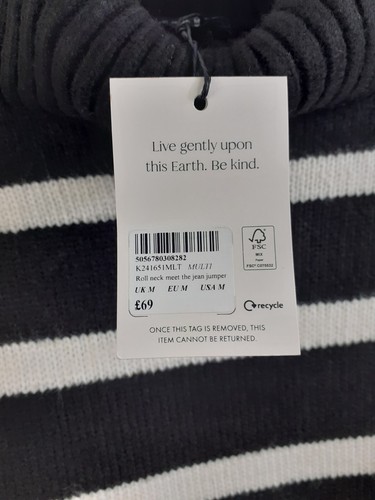 Live gently upon
this Earth. Be kind.
5056780308282
K241651MLT MULTI
Roll neck meet the jean jumper
UK M EU M USA M
£69
FSC
MIX
recycle
ONCE THIS TAG IS REMOVED, THIS
ITEM CANNOT BE RETURNED